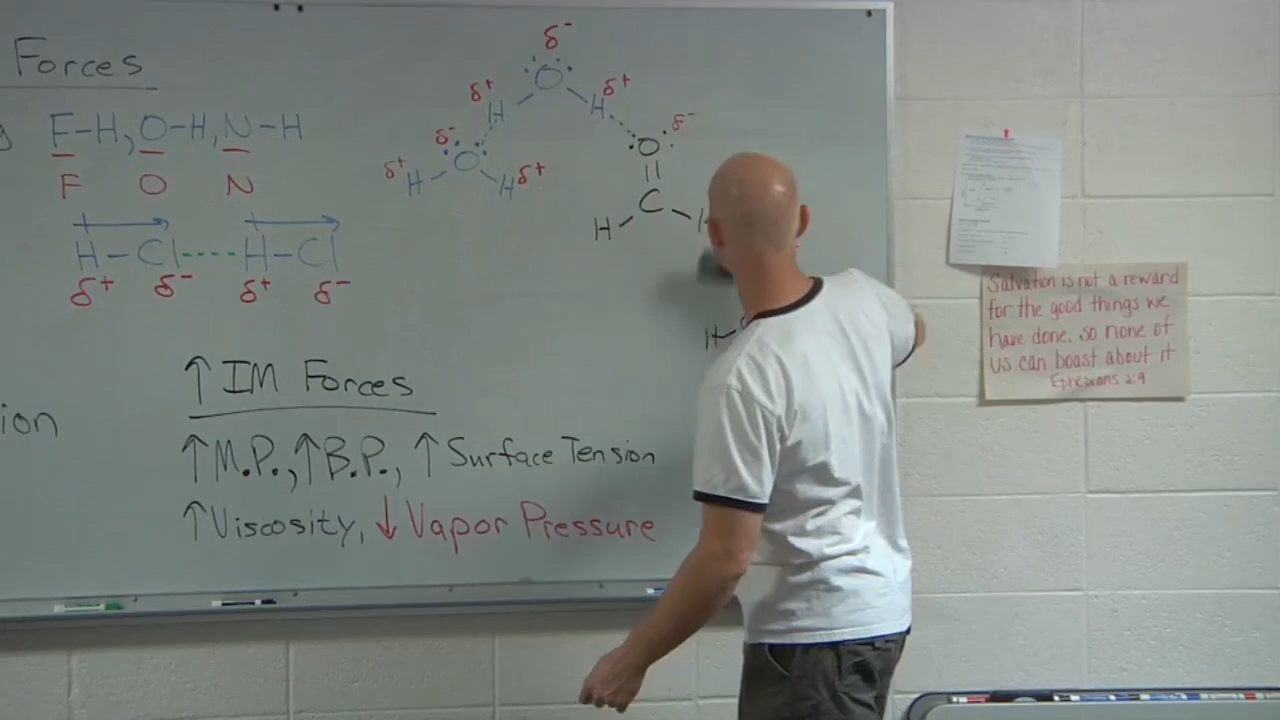 Forces
F-H, O-H, N-H
F O N
H-Cl----H-Cl
δ+ δ- δ+ δ-
δ-
O
δ+ H H δ+
δ- O
δ+ H H δ+
O δ-
C
H H
H
↑ IM Forces
ion
↑M.P., ↑B.P., ↑ Surface Tension
↑Viscosity, ↓ Vapor Pressure
Salvation is not a reward
for the good things we
have done, so none of
us can boast about it
Ephesians 2:9